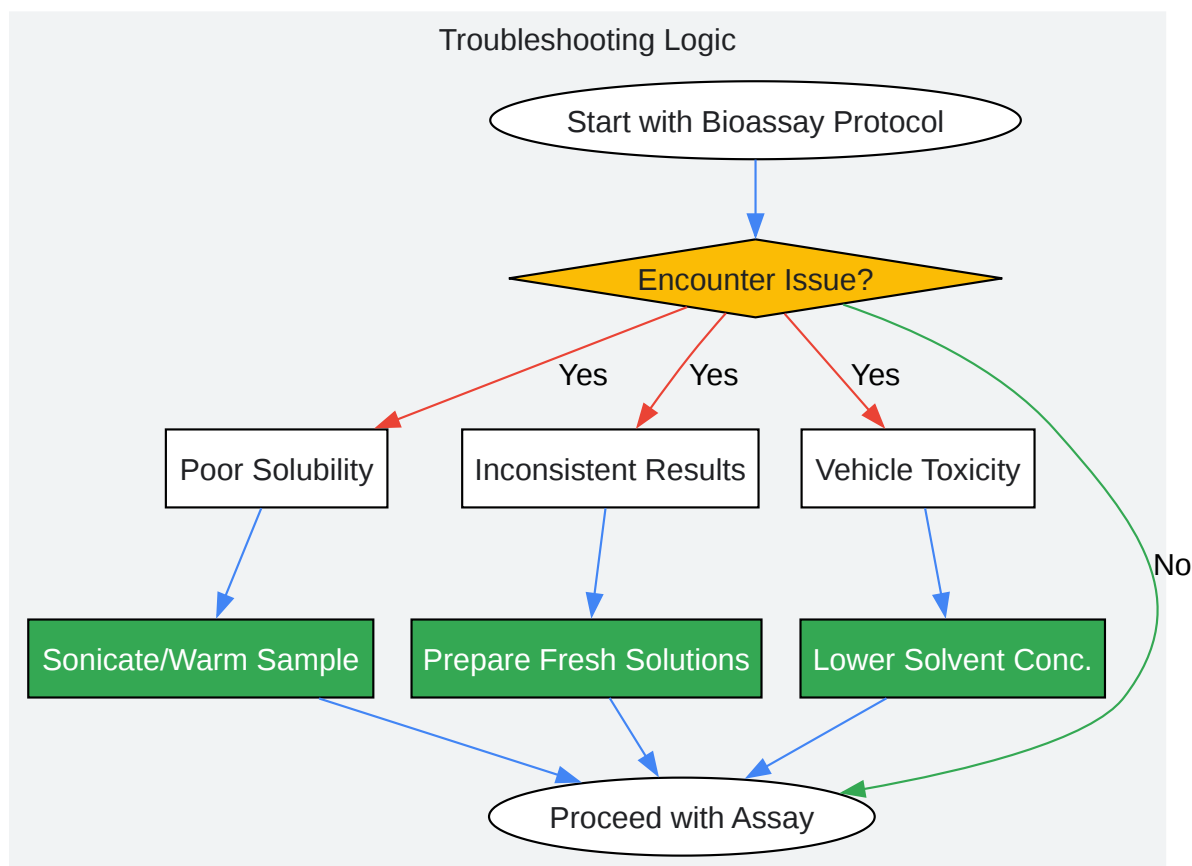 Troubleshooting Logic
Start with Bioassay Protocol
Encounter Issue?
Yes
Yes
Yes
Poor Solubility
Inconsistent Results
Vehicle Toxicity
No
Sonicate/Warm Sample
Prepare Fresh Solutions
Lower Solvent Conc.
Proceed with Assay